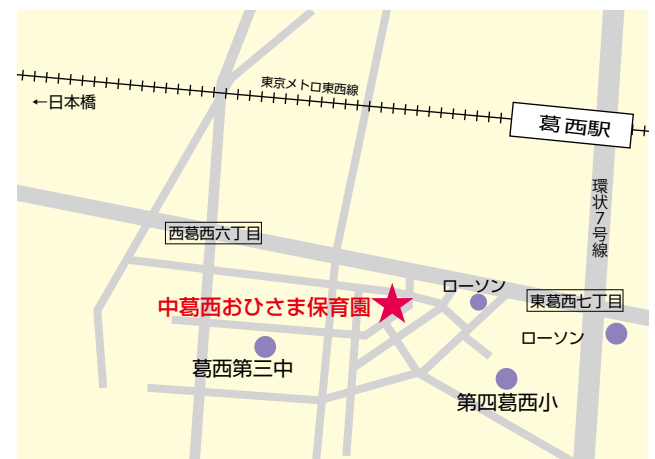 東京メトロ東西線
←日本橋
葛西駅
環状7号線
西葛西六丁目
中葛西おひさま保育園
ローソン
東葛西七丁目
ローソン
葛西第三中
第四葛西小